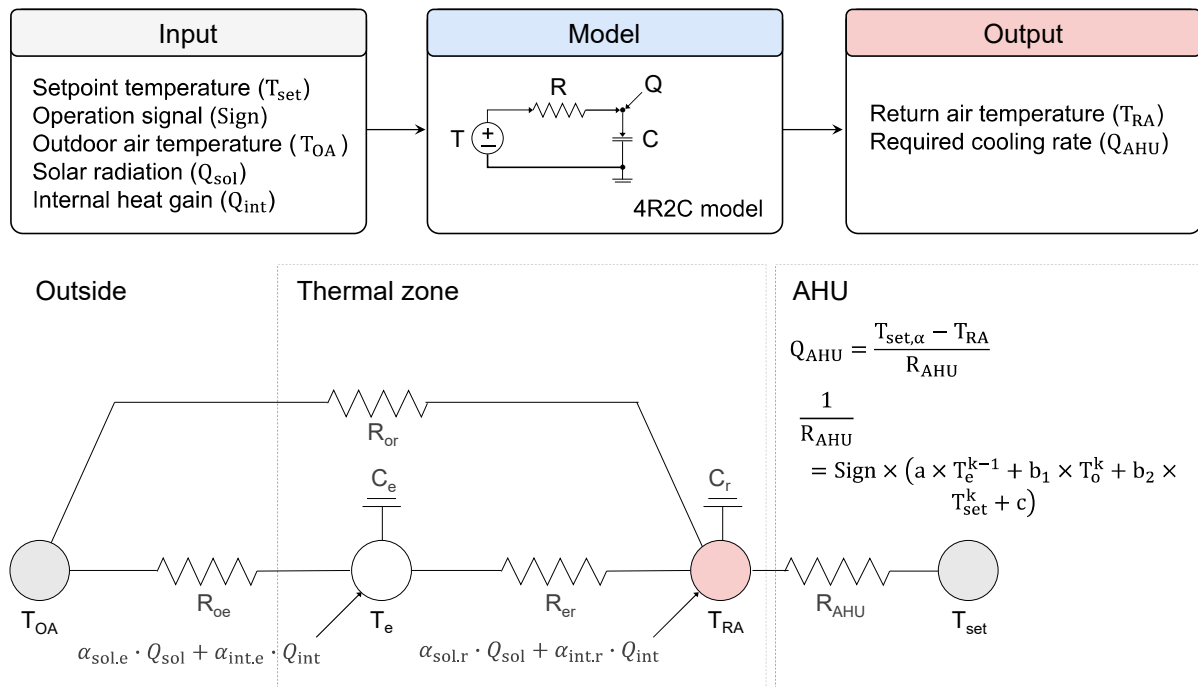 Input
Setpoint temperature (T_set)
Operation signal (Sign)
Outdoor air temperature (T_OA)
Solar radiation (Q_sol)
Internal heat gain (Q_int)
Model
R
Q
T
C
4R2C model
Output
Return air temperature (T_RA)
Required cooling rate (Q_AHU)
Outside
Thermal zone
AHU
Q_AHU = (T_set,α − T_RA) / R_AHU
1 / R_AHU
= Sign × (a × T_e^{k−1} + b_1 × T_o^k + b_2 ×
T_set^k + c)
R_or
C_e
C_r
R_oe
R_er
R_AHU
T_OA
T_e
T_RA
T_set
α_sol.e · Q_sol + α_int.e · Q_int
α_sol.r · Q_sol + α_int.r · Q_int